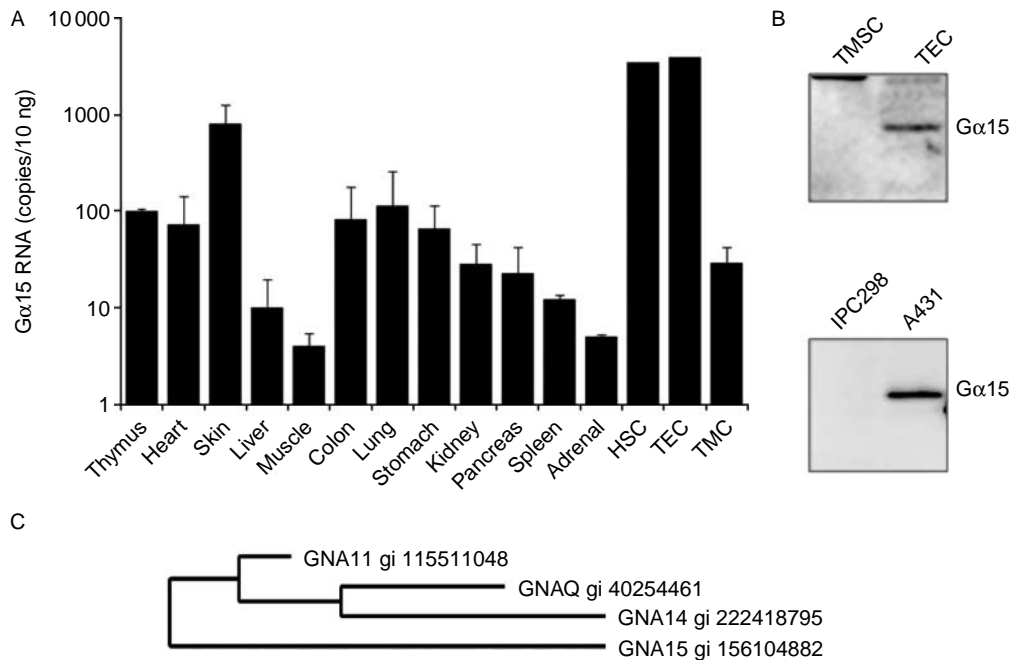 A
Gα15 RNA (copies/10 ng)
10 000
1000
100
10
1
Thymus
Heart
Skin
Liver
Muscle
Colon
Lung
Stomach
Kidney
Pancreas
Spleen
Adrenal
HSC
TEC
TMC
B
TMSC
TEC
Gα15
IPC298
A431
Gα15
C
GNA11 gi 115511048
GNAQ gi 40254461
GNA14 gi 222418795
GNA15 gi 156104882